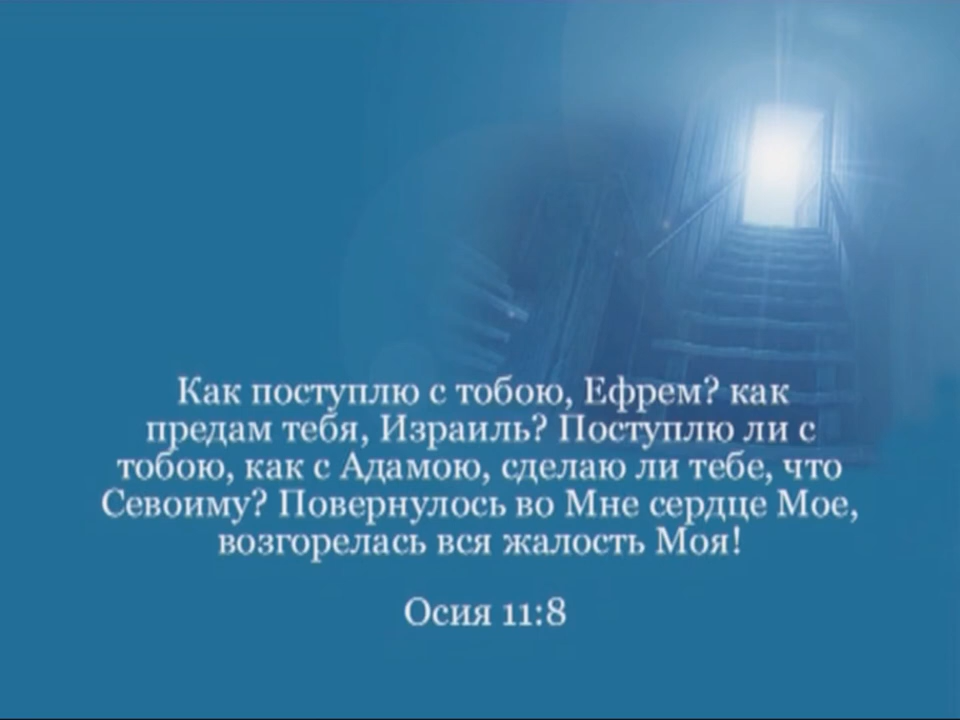 Как поступлю с тобою, Ефрем? как
предам тебя, Израиль? Поступлю ли с
тобою, как с Адамою, сделаю ли тебе, что
Севоиму? Повернулось во Мне сердце Мое,
возгорелась вся жалость Моя!
Осия 11:8